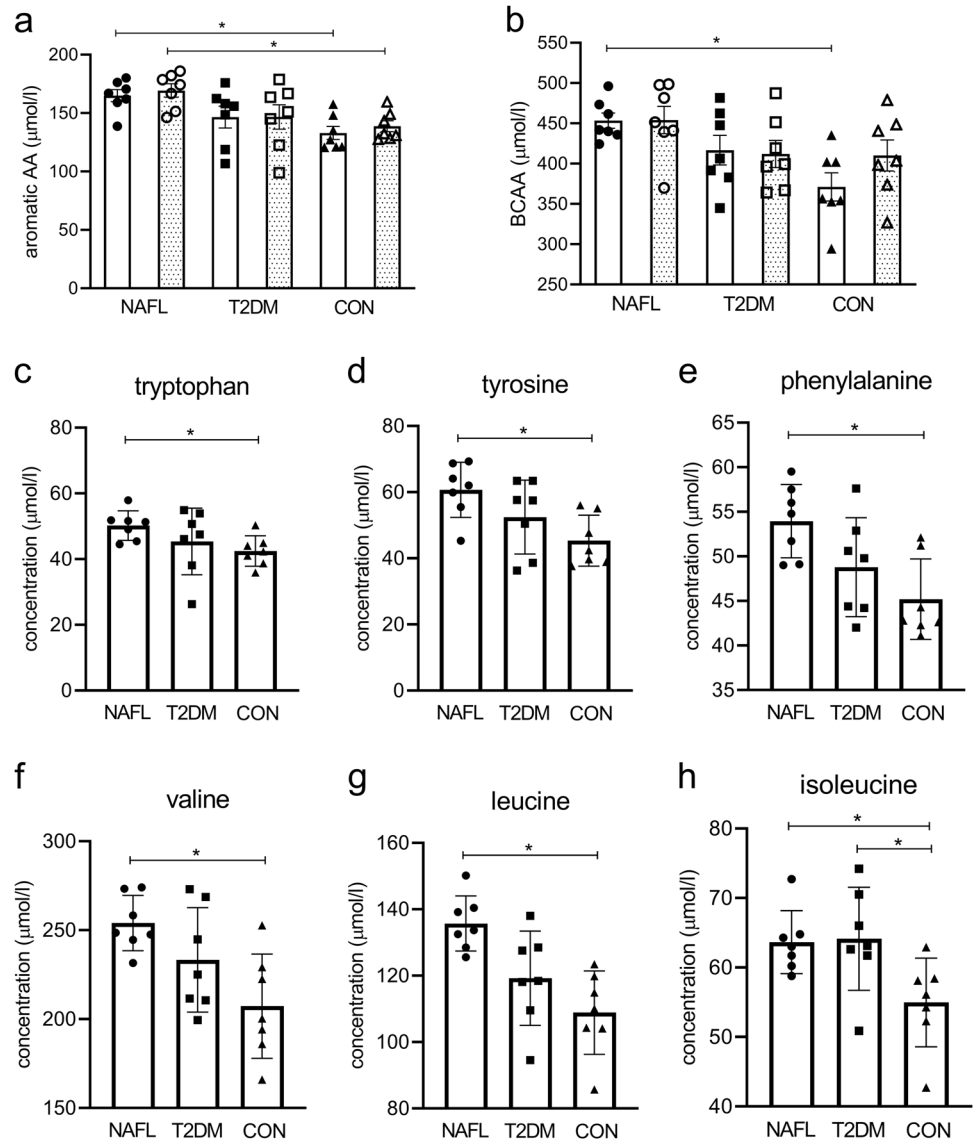 a
*
*
aromatic AA (μmol/l)
200
150
100
50
0
NAFL T2DM CON
b
*
BCAA (μmol/l)
550
500
450
400
350
300
250
NAFL T2DM CON
c
tryptophan
*
concentration (μmol/l)
80
60
40
20
0
NAFL T2DM CON
d
tyrosine
*
concentration (μmol/l)
80
60
40
20
0
NAFL T2DM CON
e
phenylalanine
*
concentration (μmol/l)
65
60
55
50
45
40
35
NAFL T2DM CON
f
valine
*
concentration (μmol/l)
300
250
200
150
NAFL T2DM CON
g
leucine
*
concentration (μmol/l)
160
140
120
100
80
NAFL T2DM CON
h
isoleucine
*
*
concentration (μmol/l)
80
70
60
50
40
NAFL T2DM CON